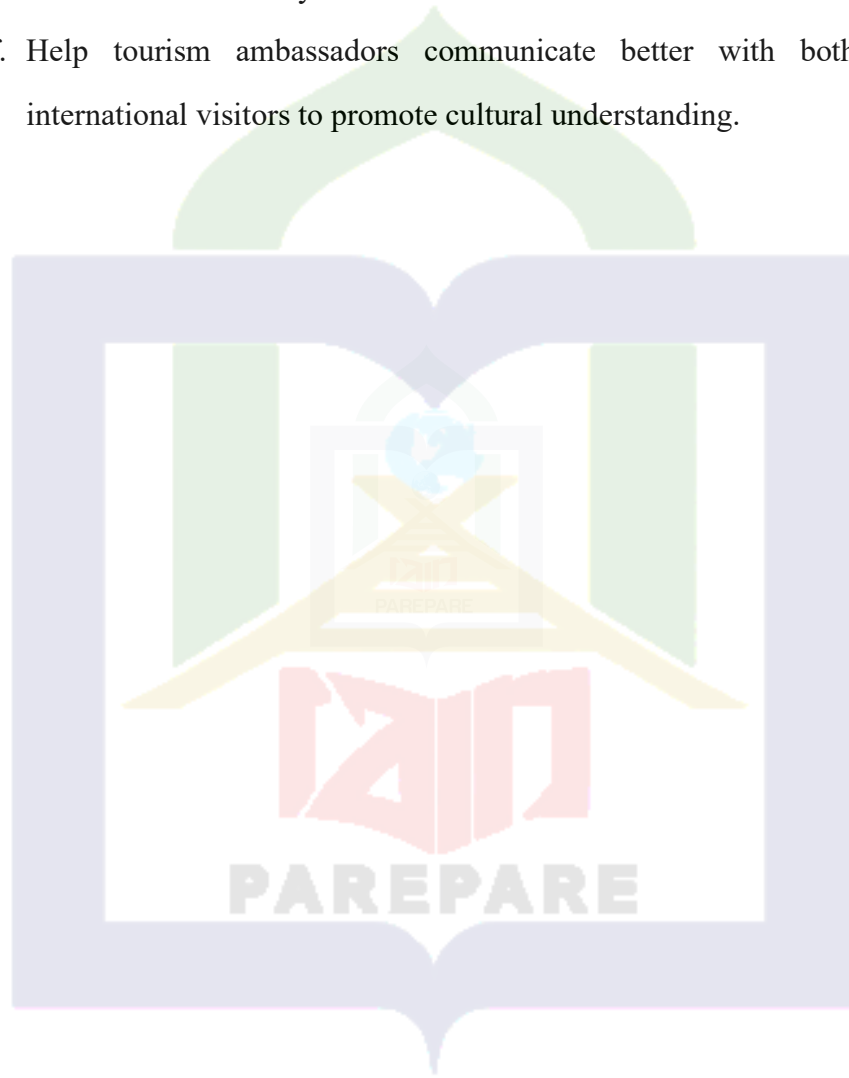 . Help tourism ambassadors communicate better with both
international visitors to promote cultural understanding.
PAREPARE
PAREPARE